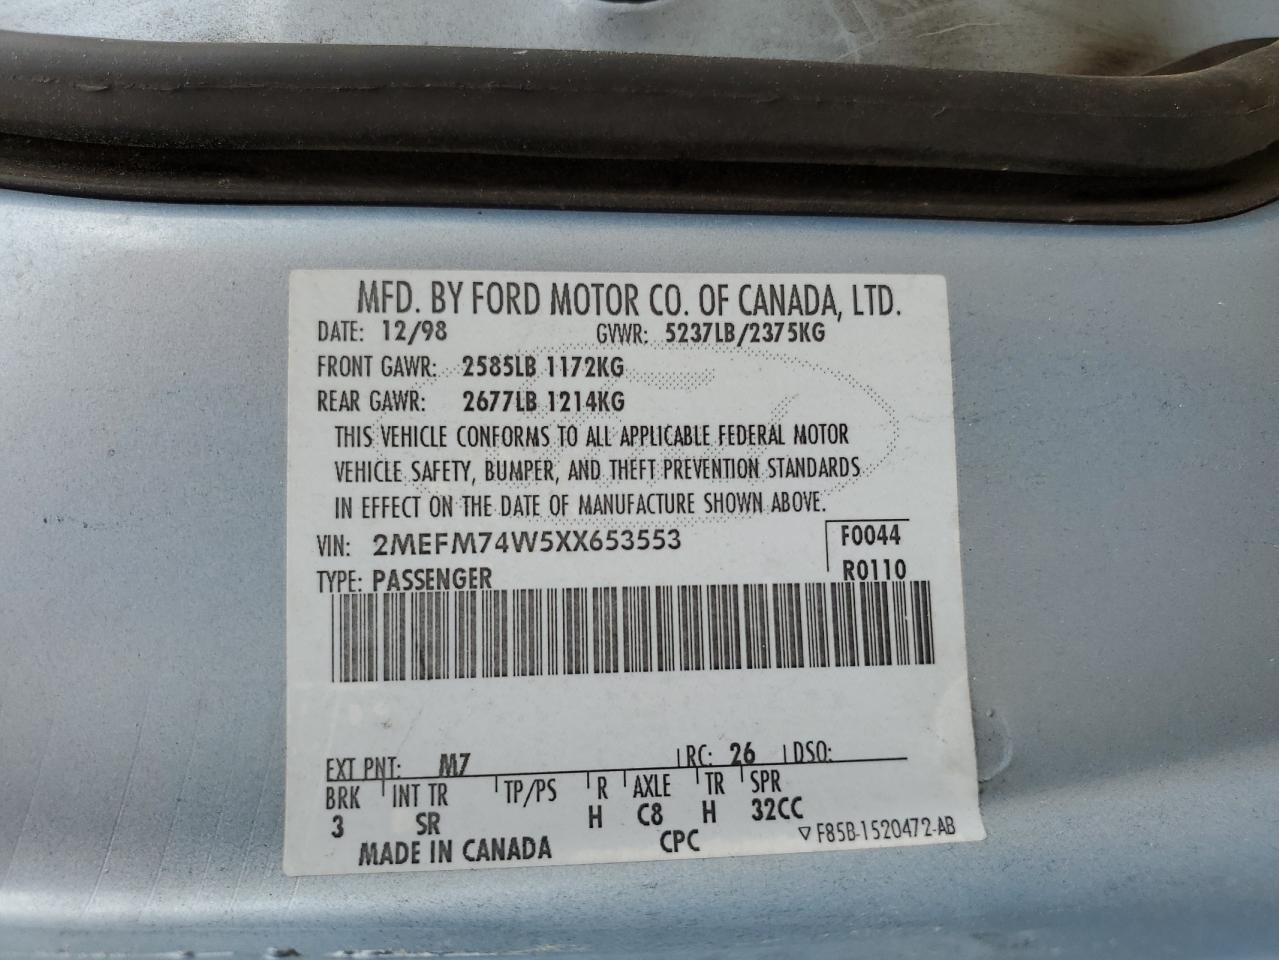 MFD. BY FORD MOTOR CO. OF CANADA, LTD.
DATE: 12/98 GVWR: 5237LB/2375KG
FRONT GAWR: 2585LB 1172KG
REAR GAWR: 2677LB 1214KG
THIS VEHICLE CONFORMS TO ALL APPLICABLE FEDERAL MOTOR
VEHICLE SAFETY, BUMPER, AND THEFT PREVENTION STANDARDS
IN EFFECT ON THE DATE OF MANUFACTURE SHOWN ABOVE.
VIN: 2MEFM74W5XX653553 F0044
TYPE: PASSENGER R0110
EXT PNT: M7 RC: 26 DSO:
BRK INT TR TP/PS R AXLE TR SPR
3 SR H C8 H 32CC
MADE IN CANADA CPC ▽ F85B-1520472-AB